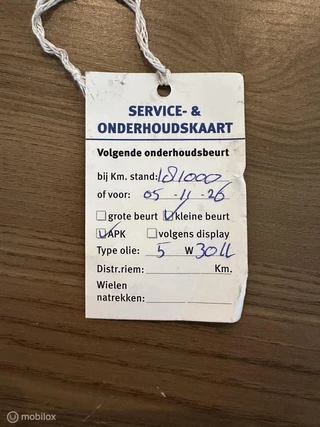 SERVICE- &
ONDERHOUDSKAART
Volgende onderhoudsbeurt
bij Km. stand: 181000
of voor: 05-11-26
grote beurt kleine beurt
APK volgens display
Type olie: 5 W 30LL
Distr.riem: Km.
Wielen
natrekken:
mobilox